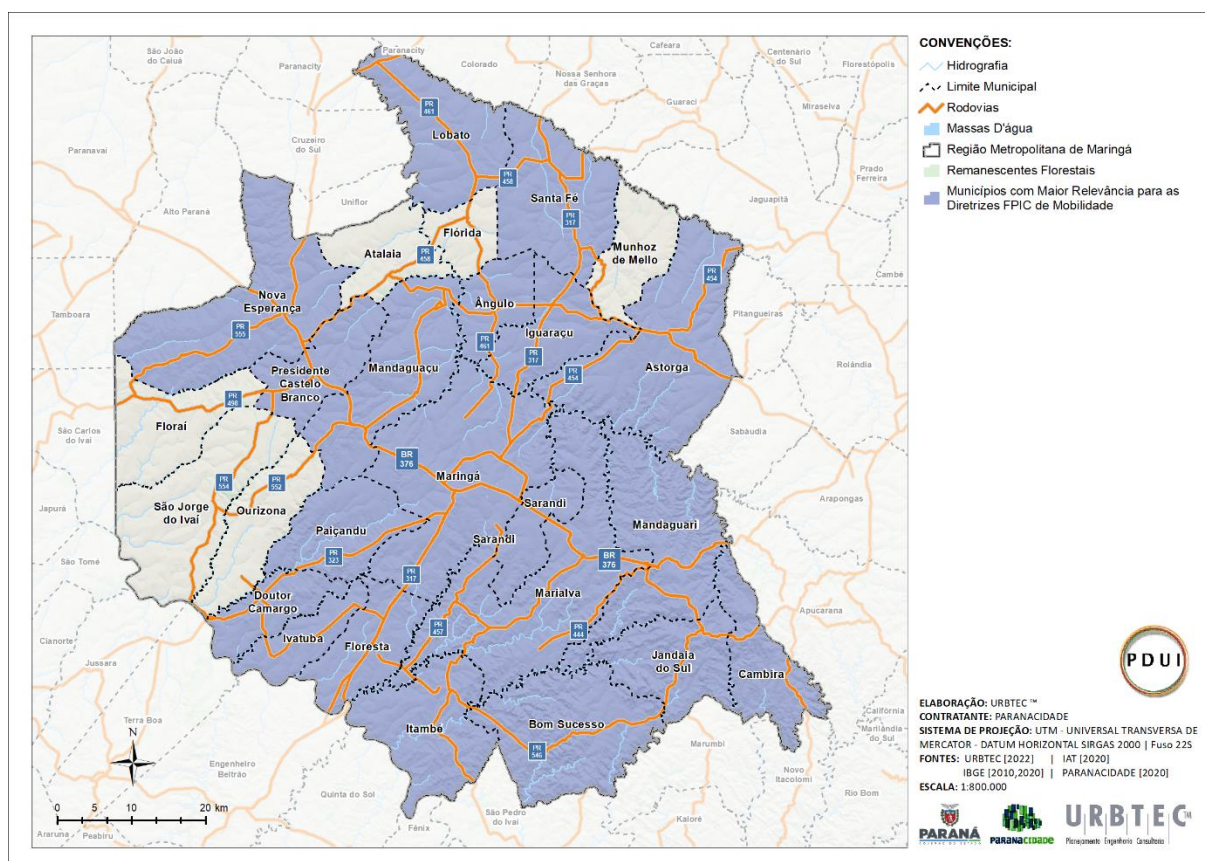 São João
do Caiuá
Paranacity
Paranacity
Colorado
Cafeara
Centenário
do Sul
Florestópolis
Nossa Senhora
das Graças
Guaraci
Miraselva
Cruzeiro
do Sul
Paranavaí
Alto Paraná
Uniflor
Prado
Ferreira
Jaguapitã
Cambé
Tamboara
Pitangueiras
Rolândia
São Carlos
do Ivaí
Sabáudia
Arapongas
Japurá
São Tomé
Cianorte
Jussara
Apucarana
Terra Boa
Califórnia
Marilândia
do Sul
Engenheiro
Beltrão
Marumbi
Novo
Itacolomi
Rio Bom
Quinta do Sol
São Pedro
do Ivaí
Kaloré
Fênix
Araruna
Peabiru
PR
461
Lobato
PR
458
Santa Fé
PR
317
Flórida
Munhoz
de Mello
Atalaia
PR
458
PR
454
Nova
Esperança
Ângulo
PR
555
Iguaraçu
PR
461
PR
317
PR
454
Astorga
Mandaguaçu
Presidente
Castelo
Branco
PR
498
Floraí
BR
376
Maringá
PR
554
PR
552
São Jorge
do Ivaí
Ourizona
Sarandi
Mandaguari
Paiçandu
Sarandi
PR
323
BR
376
PR
317
Doutor
Camargo
Marialva
Ivatuba
Floresta
PR
457
PR
444
Jandaia
do Sul
Cambira
Itambé
Bom Sucesso
PR
546
N
0 5 10 20 km
CONVENÇÕES:
Hidrografia
Limite Municipal
Rodovias
Massas D'água
Região Metropolitana de Maringá
Remanescentes Florestais
Municípios com Maior Relevância para as
Diretrizes FPIC de Mobilidade
PDUI
ELABORAÇÃO: URBTEC ™
CONTRATANTE: PARANACIDADE
SISTEMA DE PROJEÇÃO: UTM - UNIVERSAL TRANSVERSA DE
MERCATOR - DATUM HORIZONTAL SIRGAS 2000 | Fuso 22S
FONTES: URBTEC [2022] | IAT [2020]
IBGE [2010,2020] | PARANACIDADE [2020]
ESCALA: 1:800.000
PARANÁ
GOVERNO DO ESTADO
PARANACIDADE
URBTEC™
Planejamento Engenharia Consultoria